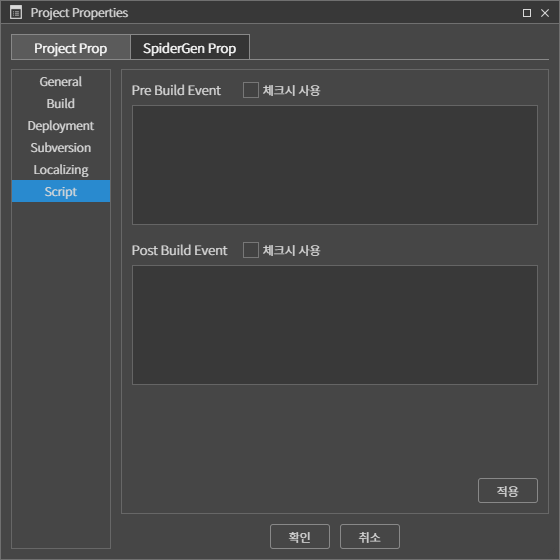 Project Properties
Project Prop
SpiderGen Prop
General
Build
Deployment
Subversion
Localizing
Script
Pre Build Event
체크시 사용
Post Build Event
체크시 사용
적용
확인
취소